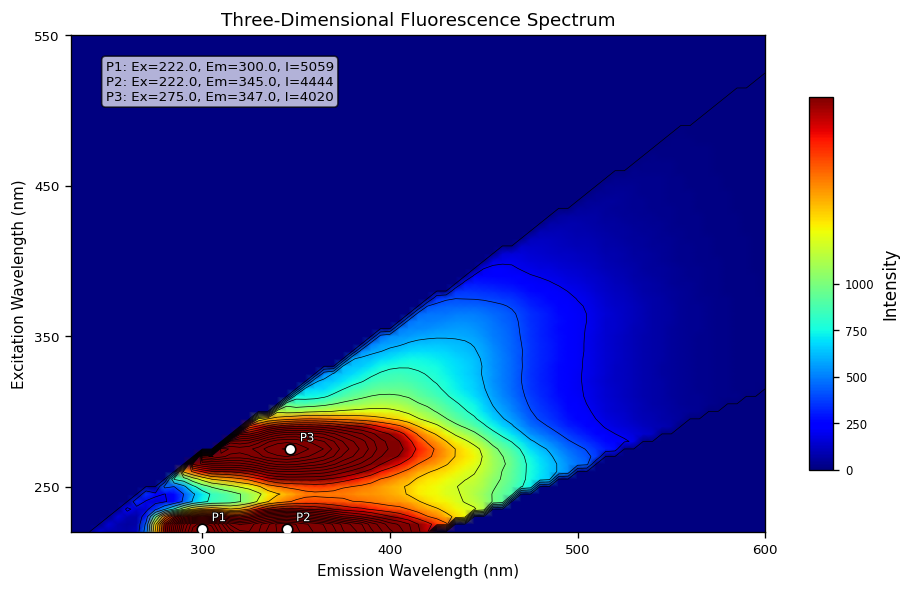 Three-Dimensional Fluorescence Spectrum
P1: Ex=222.0, Em=300.0, I=5059
P2: Ex=222.0, Em=345.0, I=4444
P3: Ex=275.0, Em=347.0, I=4020
550
450
350
250
Excitation Wavelength (nm)
P3
P1
P2
300
400
500
600
Emission Wavelength (nm)
1000
750
500
250
0
Intensity